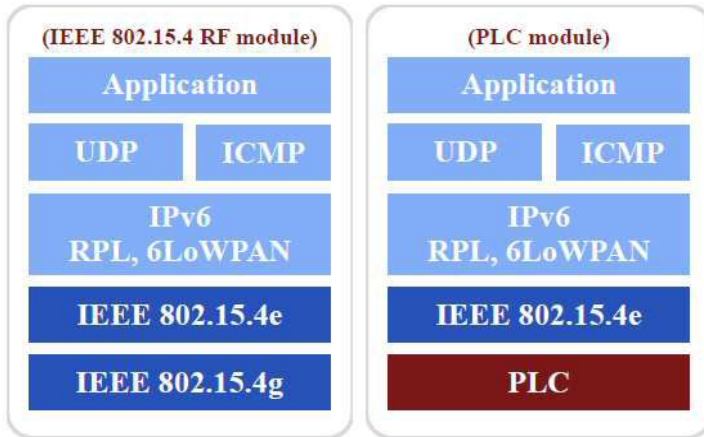 (IEEE 802.15.4 RF module)
Application
UDP ICMP
IPv6
RPL, 6LoWPAN
IEEE 802.15.4e
IEEE 802.15.4g
(PLC module)
Application
UDP ICMP
IPv6
RPL, 6LoWPAN
IEEE 802.15.4e
PLC